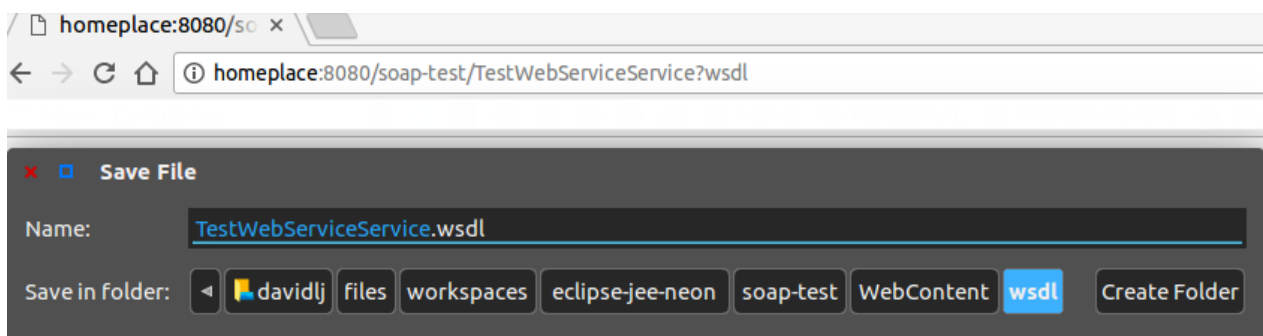 homeplace:8080/so
homeplace:8080/soap-test/TestWebServiceService?wsdl
Save File
Name: TestWebServiceService.wsdl
Save in folder: davidlj files workspaces eclipse-jee-neon soap-test WebContent wsdl Create Folder